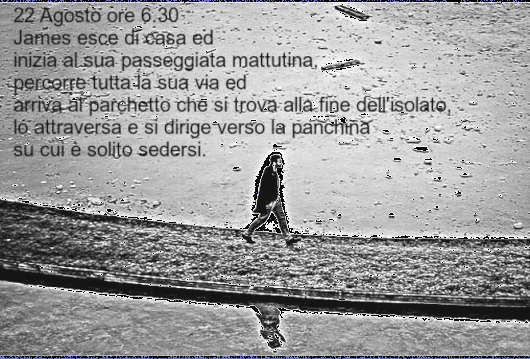 22 Agosto ore 6,30
James esce di casa ed
inizia al sua passeggiata mattutina,
percorre tutta la sua via ed
arriva al parchetto che si trova alla fine dell'isolato,
lo attraversa e si dirige verso la panchina
su cui è solito sedersi.